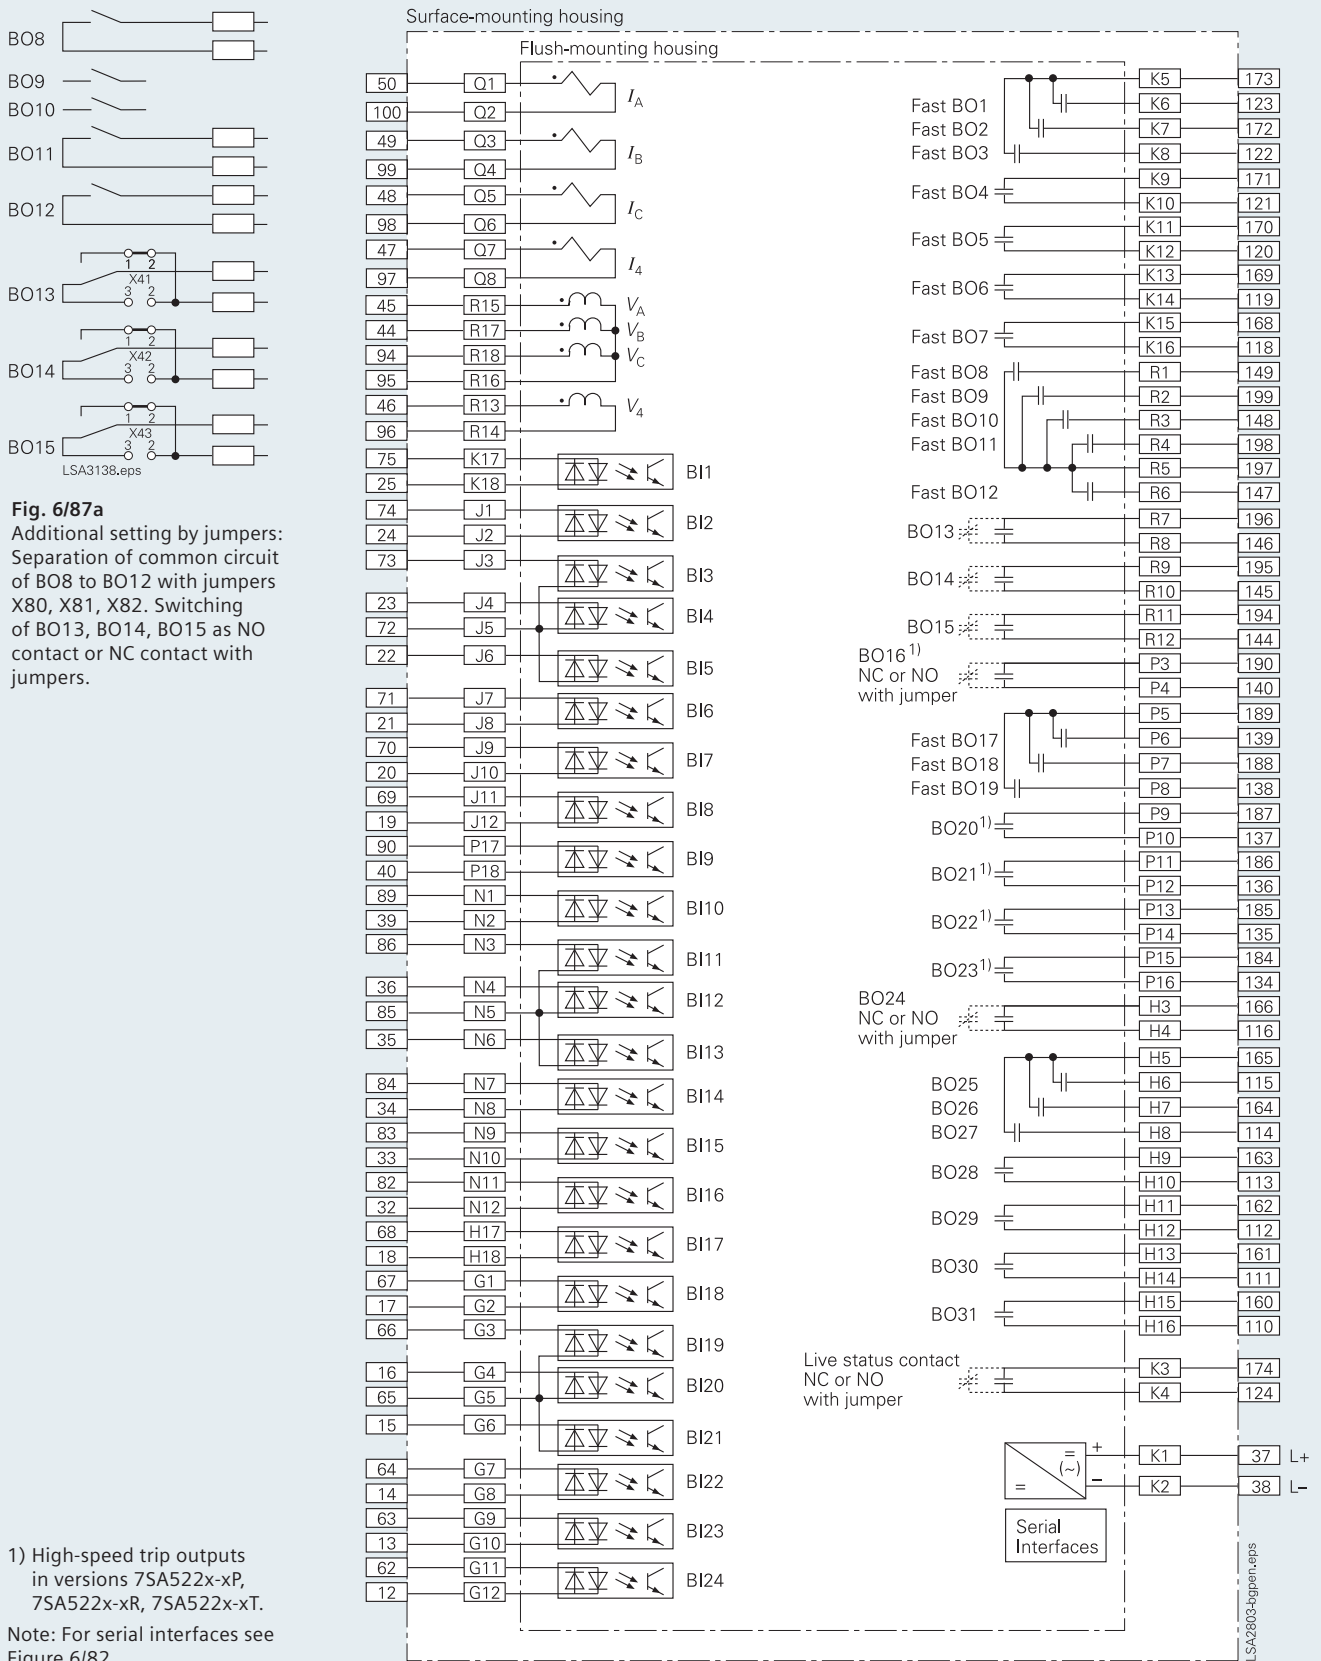 Surface-mounting housing
Flush-mounting housing
BO8
BO9
BO10
BO11
BO12
BO13
1 2
X41
3 2
BO14
1 2
X42
3 2
BO15
1 2
X43
3 2
LSA3138.eps
Fig. 6/87a
Additional setting by jumpers:
Separation of common circuit
of BO8 to BO12 with jumpers
X80, X81, X82. Switching
of BO13, BO14, BO15 as NO
contact or NC contact with
jumpers.
1) High-speed trip outputs
in versions 7SA522x-xP,
7SA522x-xR, 7SA522x-xT.
Note: For serial interfaces see
Figure 6/82
50 Q1
IA
100 Q2
49 Q3
IB
99 Q4
48 Q5
IC
98 Q6
47 Q7
I4
97 Q8
45 R15 VA
44 R17 VB
94 R18 VC
95 R16
46 R13 V4
96 R14
75 K17
BI1
25 K18
74 J1
BI2
24 J2
73 J3
BI3
23 J4
BI4
72 J5
22 J6
BI5
71 J7
BI6
21 J8
70 J9
BI7
20 J10
69 J11
BI8
19 J12
90 P17
BI9
40 P18
89 N1
BI10
39 N2
86 N3
BI11
36 N4
BI12
85 N5
35 N6
BI13
84 N7
BI14
34 N8
83 N9
BI15
33 N10
82 N11
BI16
32 N12
68 H17
BI17
18 H18
67 G1
BI18
17 G2
66 G3
BI19
16 G4
BI20
65 G5
15 G6
BI21
64 G7
BI22
14 G8
63 G9
BI23
13 G10
62 G11
BI24
12 G12
K5 173
Fast BO1 K6 123
Fast BO2 K7 172
Fast BO3 K8 122
K9 171
Fast BO4
K10 121
K11 170
Fast BO5
K12 120
K13 169
Fast BO6
K14 119
K15 168
Fast BO7
K16 118
Fast BO8 R1 149
Fast BO9 R2 199
Fast BO10 R3 148
Fast BO11 R4 198
R5 197
Fast BO12 R6 147
R7 196
BO13
R8 146
R9 195
BO14
R10 145
R11 194
BO15
R12 144
BO16 1)
NC or NO
with jumper
P3 190
P4 140
P5 189
Fast BO17 P6 139
Fast BO18 P7 188
Fast BO19 P8 138
P9 187
BO20 1)
P10 137
P11 186
BO21 1)
P12 136
P13 185
BO22 1)
P14 135
P15 184
BO23 1)
P16 134
BO24
NC or NO
with jumper
H3 166
H4 116
H5 165
BO25 H6 115
BO26 H7 164
BO27 H8 114
H9 163
BO28
H10 113
H11 162
BO29
H12 112
H13 161
BO30
H14 111
H15 160
BO31
H16 110
Live status contact
NC or NO
with jumper
K3 174
K4 124
= (~) = + K1 37 L+
− K2 38 L−
Serial
Interfaces
LSA2803-bgpen.eps